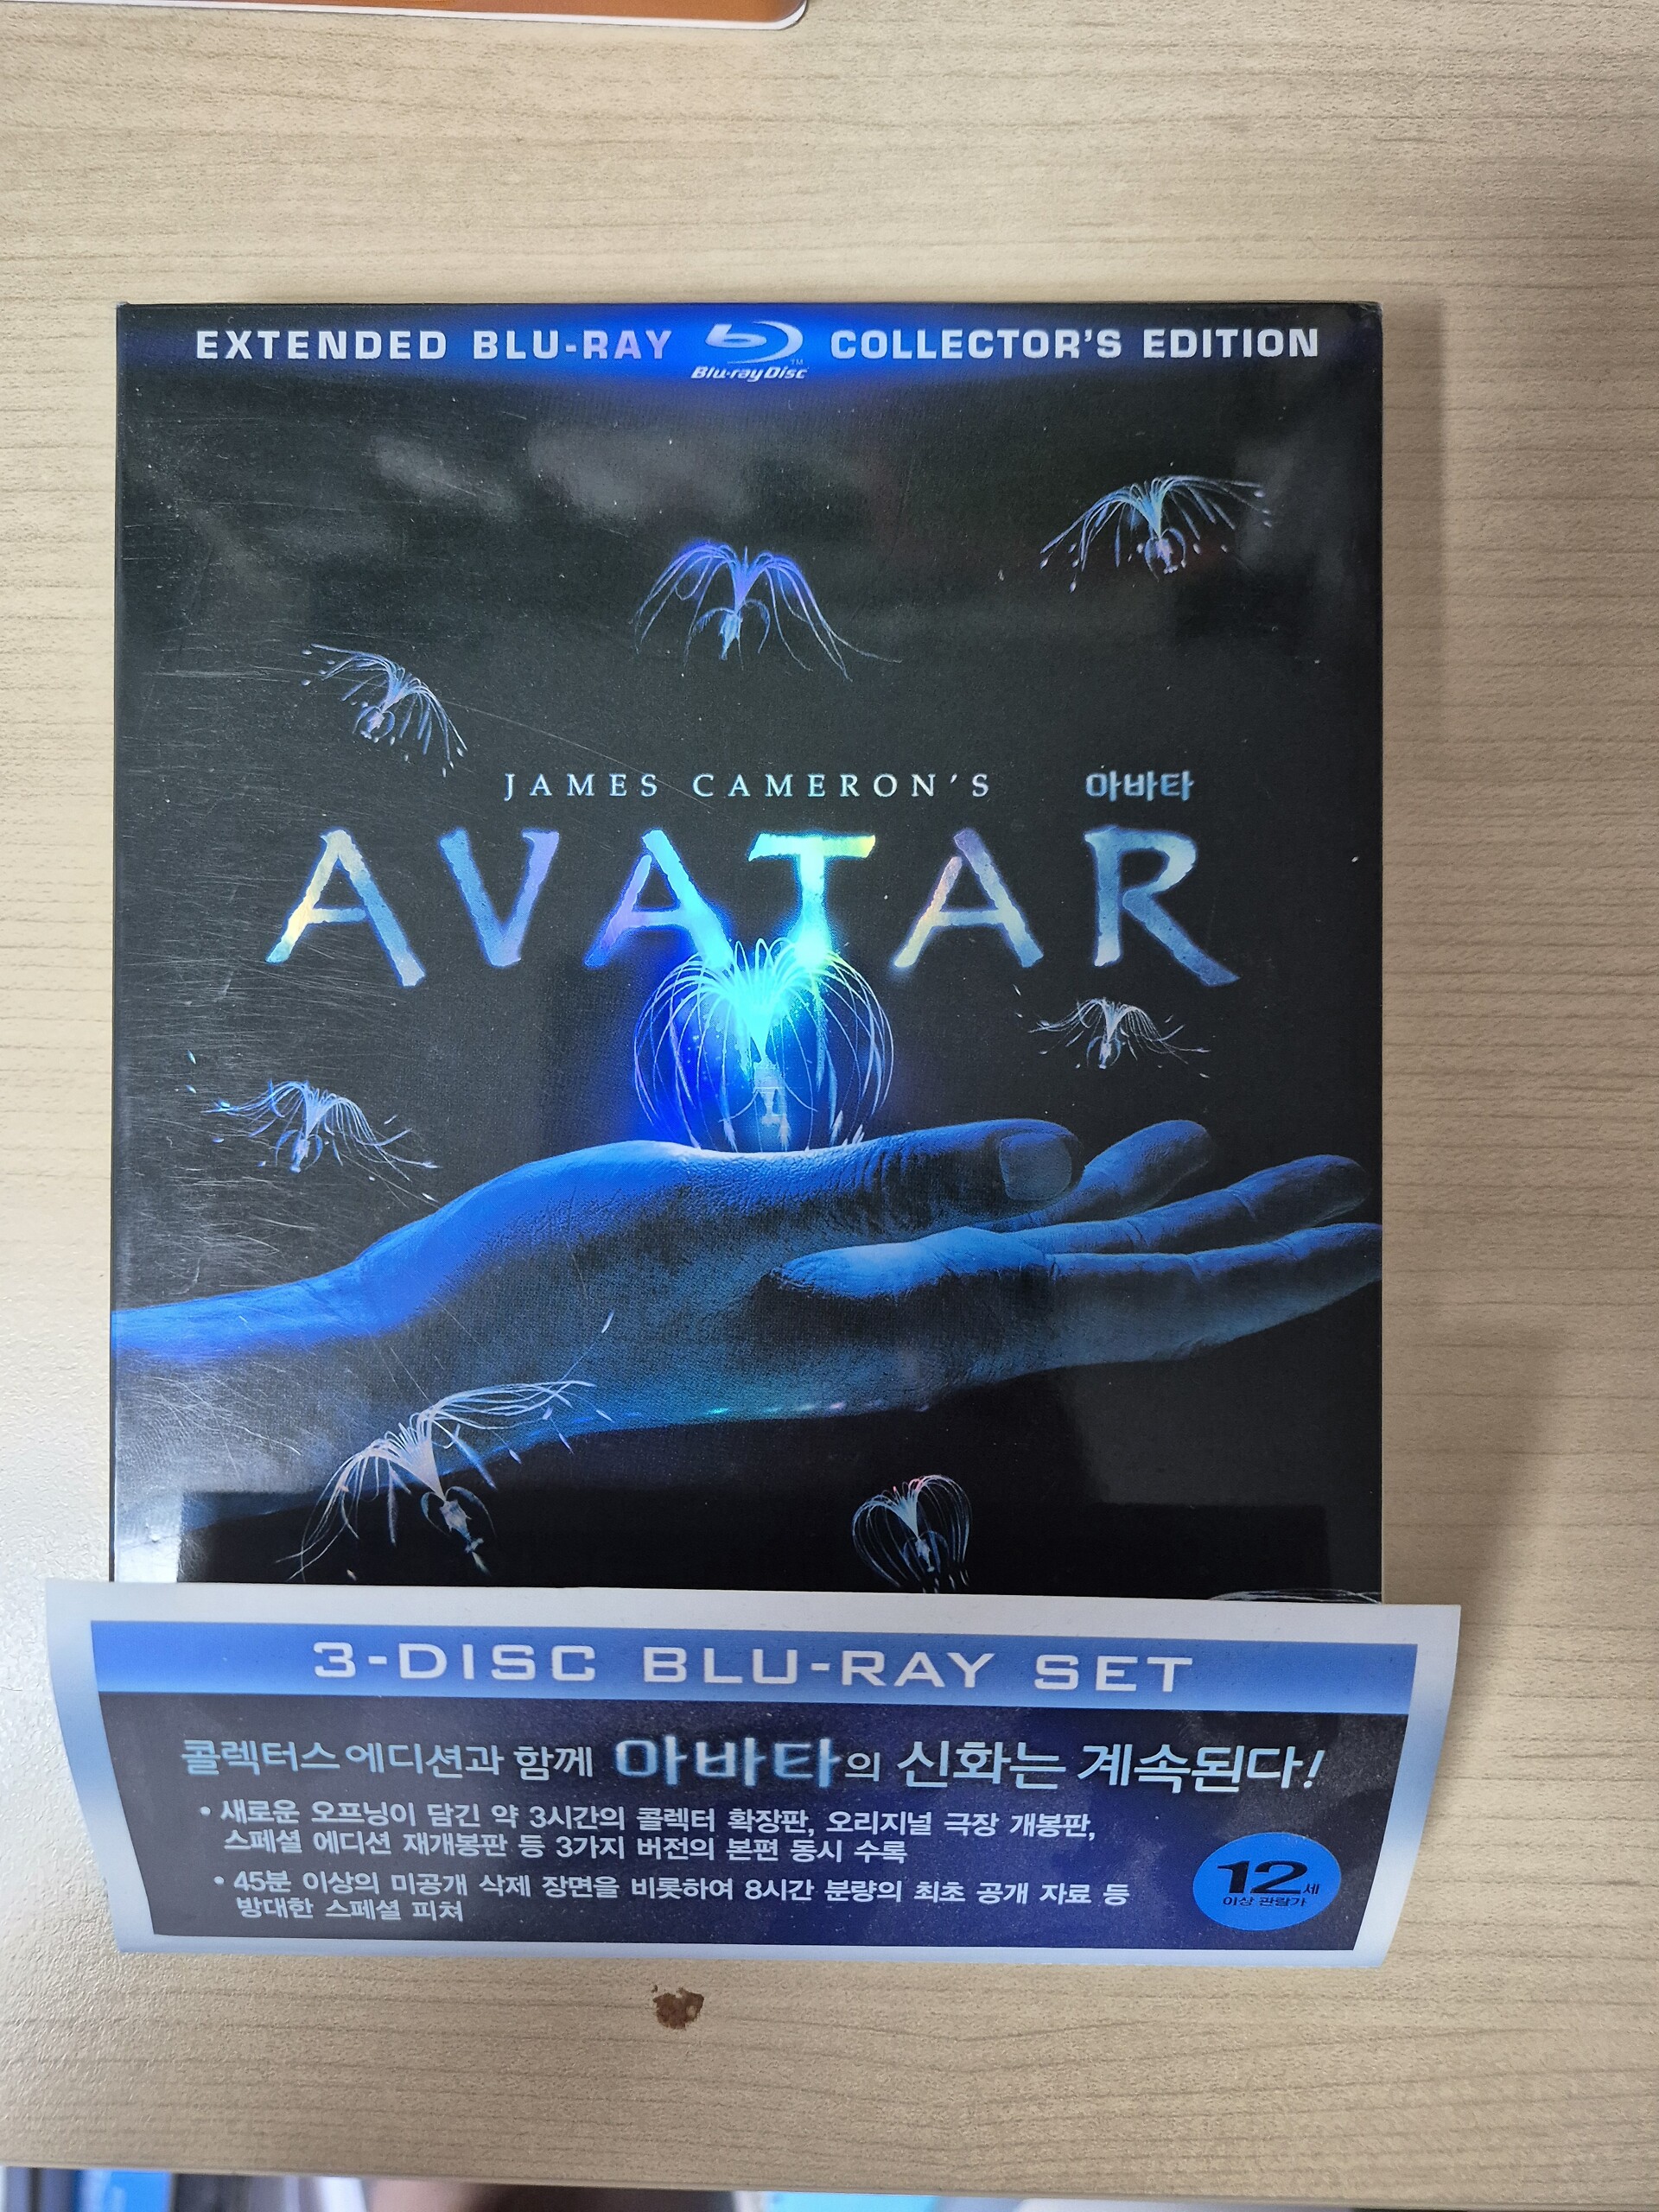 EXTENDED BLU-RAY Blu-ray Disc™ COLLECTOR'S EDITION
JAMES CAMERON'S 아바타
AVATAR
3-DISC BLU-RAY SET
콜렉터스 에디션과 함께 아바타의 신화는 계속된다!
• 새로운 오프닝이 담긴 약 3시간의 콜렉터 확장판, 오리지널 극장 개봉판,
스페셜 에디션 재개봉판 등 3가지 버전의 본편 동시 수록
• 45분 이상의 미공개 삭제 장면을 비롯하여 8시간 분량의 최초 공개 자료 등
방대한 스페셜 피쳐
12세
이상 관람가